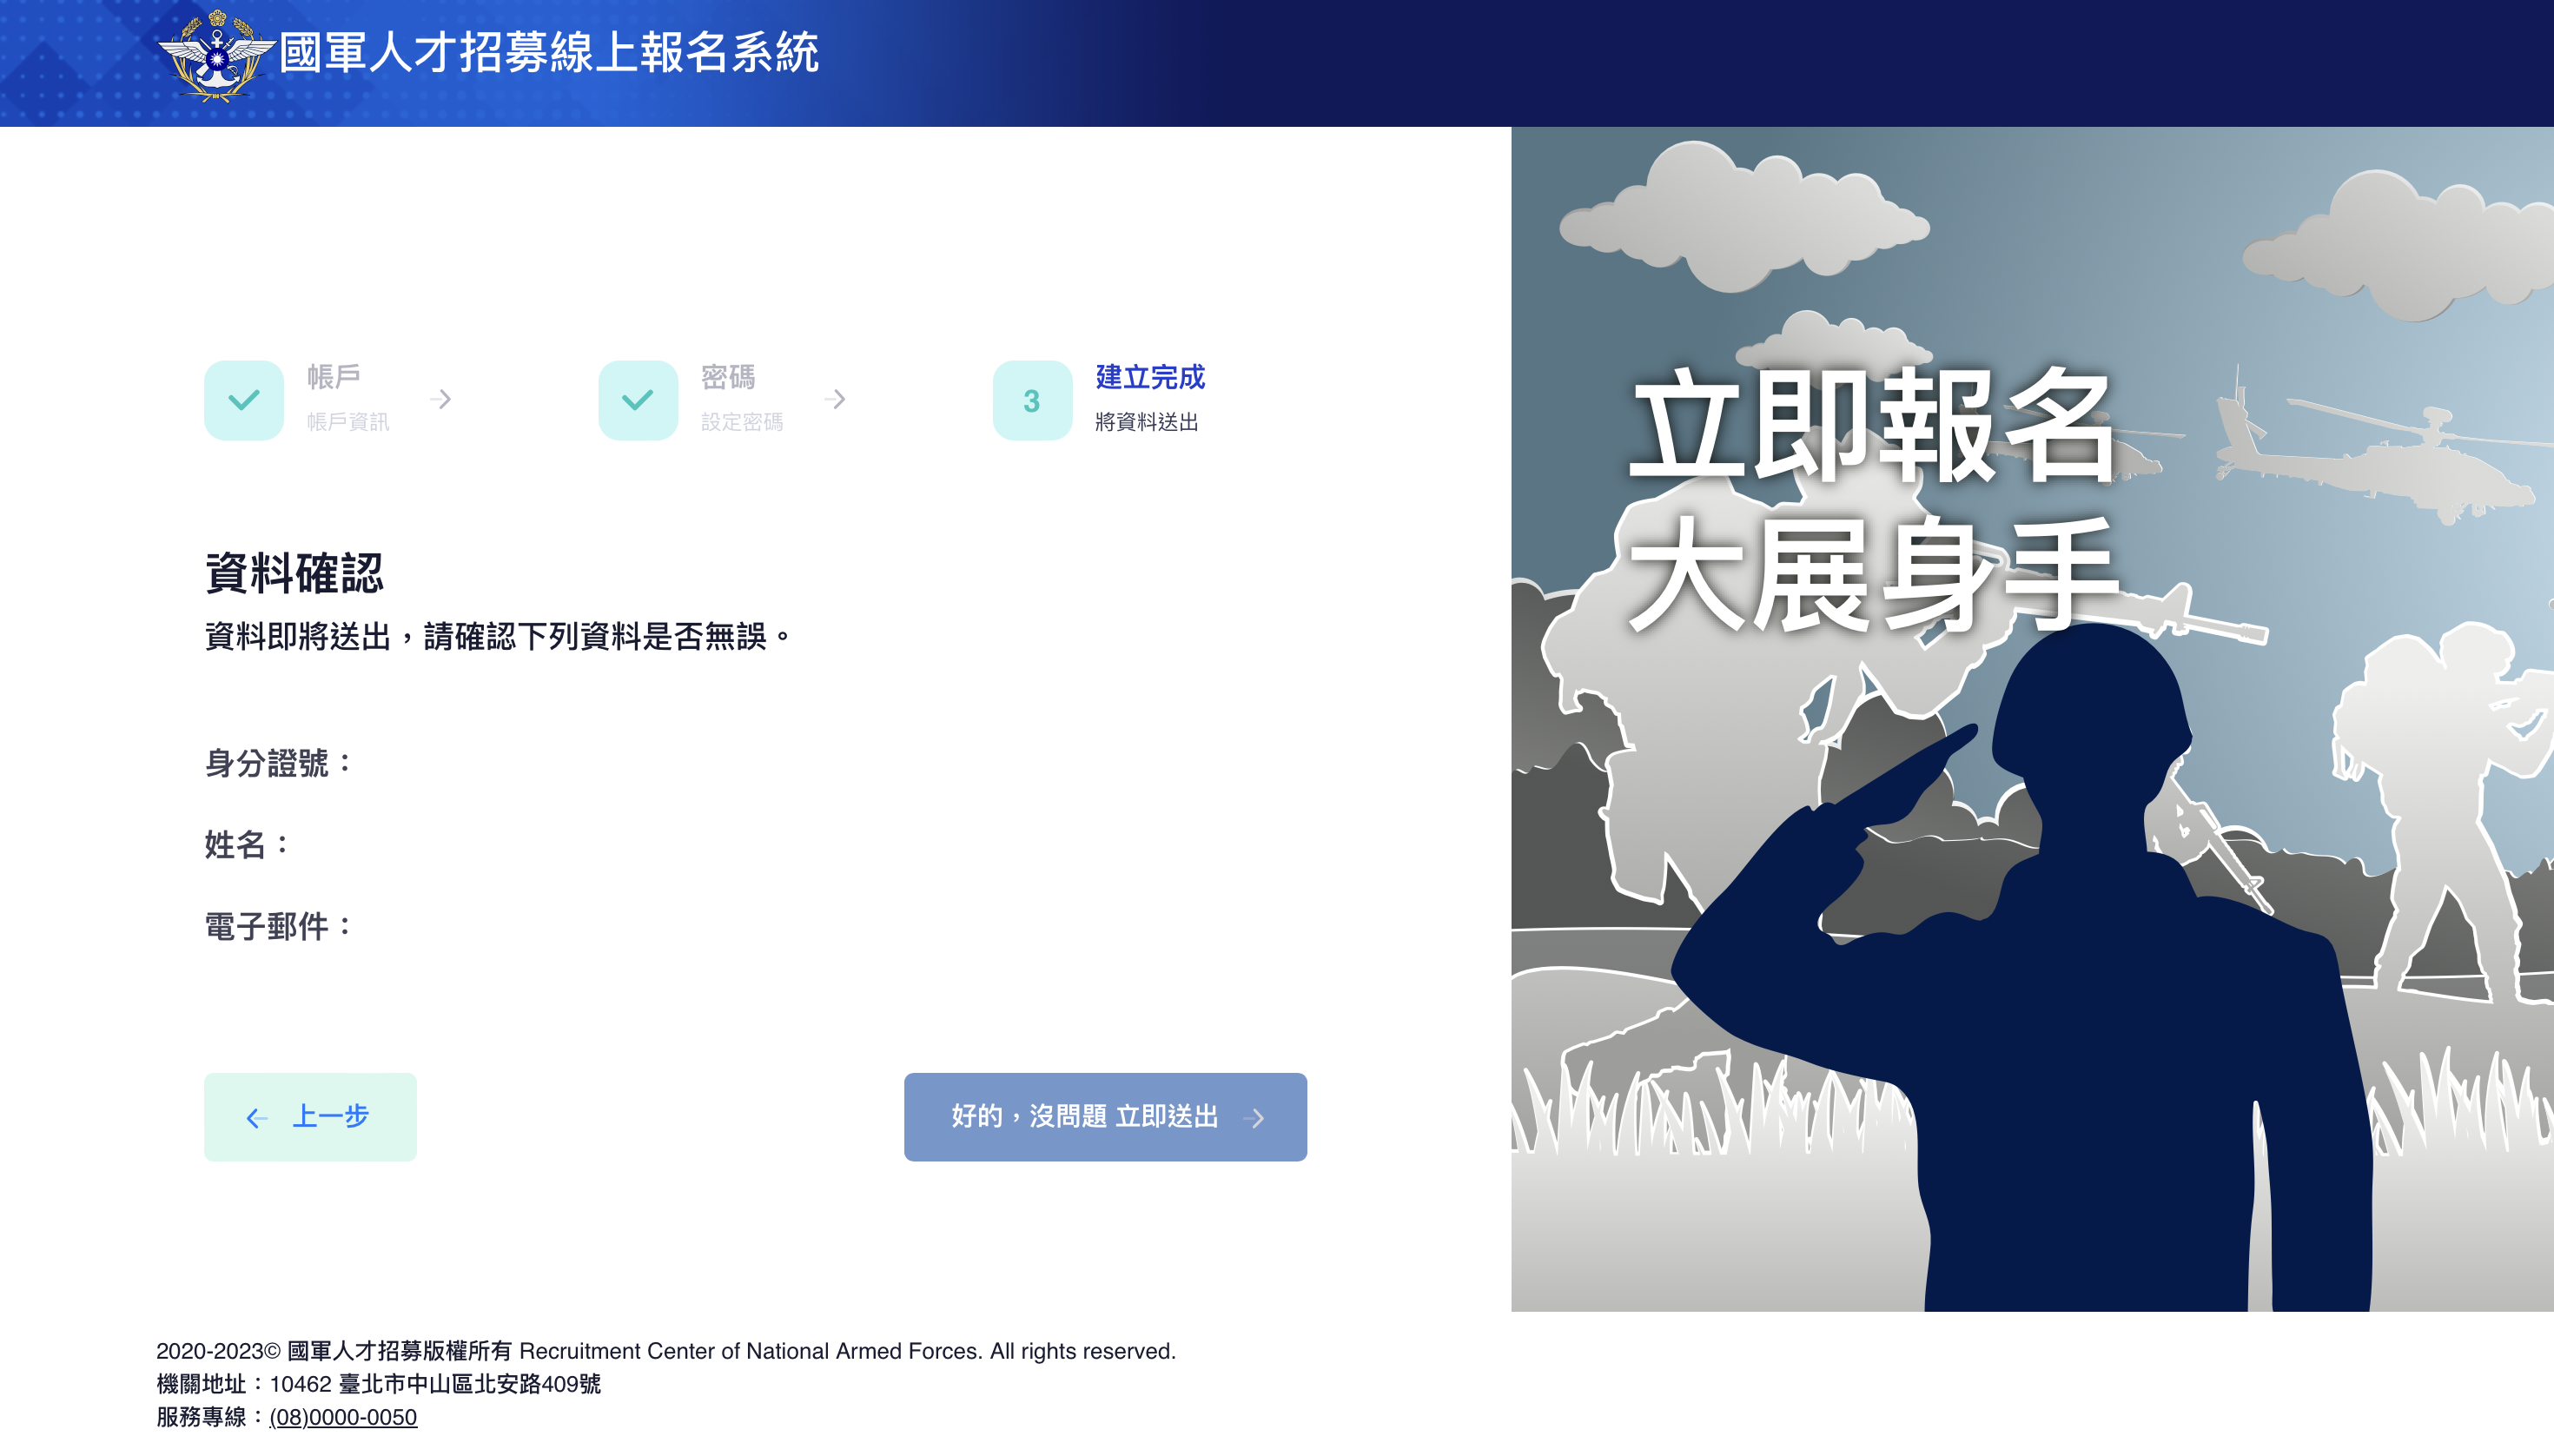 國軍人才招募線上報名系統
帳戶
帳戶資訊
密碼
設定密碼
3
建立完成
將資料送出
資料確認
資料即將送出，請確認下列資料是否無誤。
身分證號：
姓名：
電子郵件：
上一步
好的，沒問題 立即送出
立即報名
大展身手
2020-2023© 國軍人才招募版權所有 Recruitment Center of National Armed Forces. All rights reserved.
機關地址：10462 臺北市中山區北安路409號
服務專線：(08)0000-0050